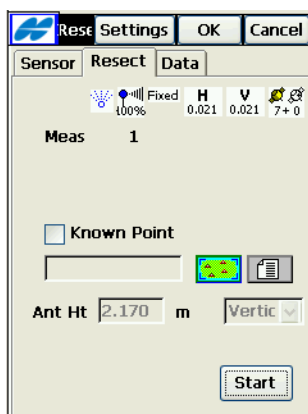 Rese Settings OK Cancel
Sensor Resect Data
Fixed H V
100% 0.021 0.021 7+ 0
Meas 1
Known Point
Ant Ht 2.170 m Vertic
Start